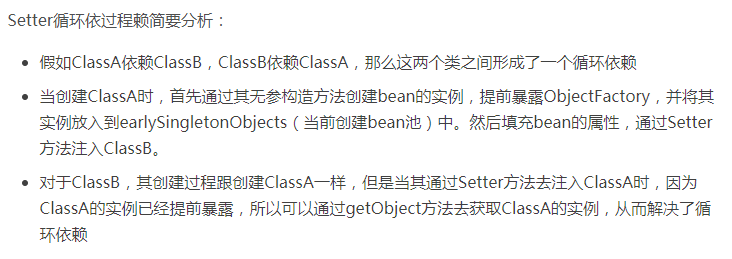 Setter循环依过程赖简要分析：
• 假如ClassA依赖ClassB，ClassB依赖ClassA，那么这两个类之间形成了一个循环依赖
• 当创建ClassA时，首先通过其无参构造方法创建bean的实例，提前暴露ObjectFactory，并将其
实例放入到earlySingletonObjects（当前创建bean池）中。然后填充bean的属性，通过Setter
方法注入ClassB。
• 对于ClassB，其创建过程跟创建ClassA一样，但是当其通过Setter方法去注入ClassA时，因为
ClassA的实例已经提前暴露，所以可以通过getObject方法去获取ClassA的实例，从而解决了循
环依赖